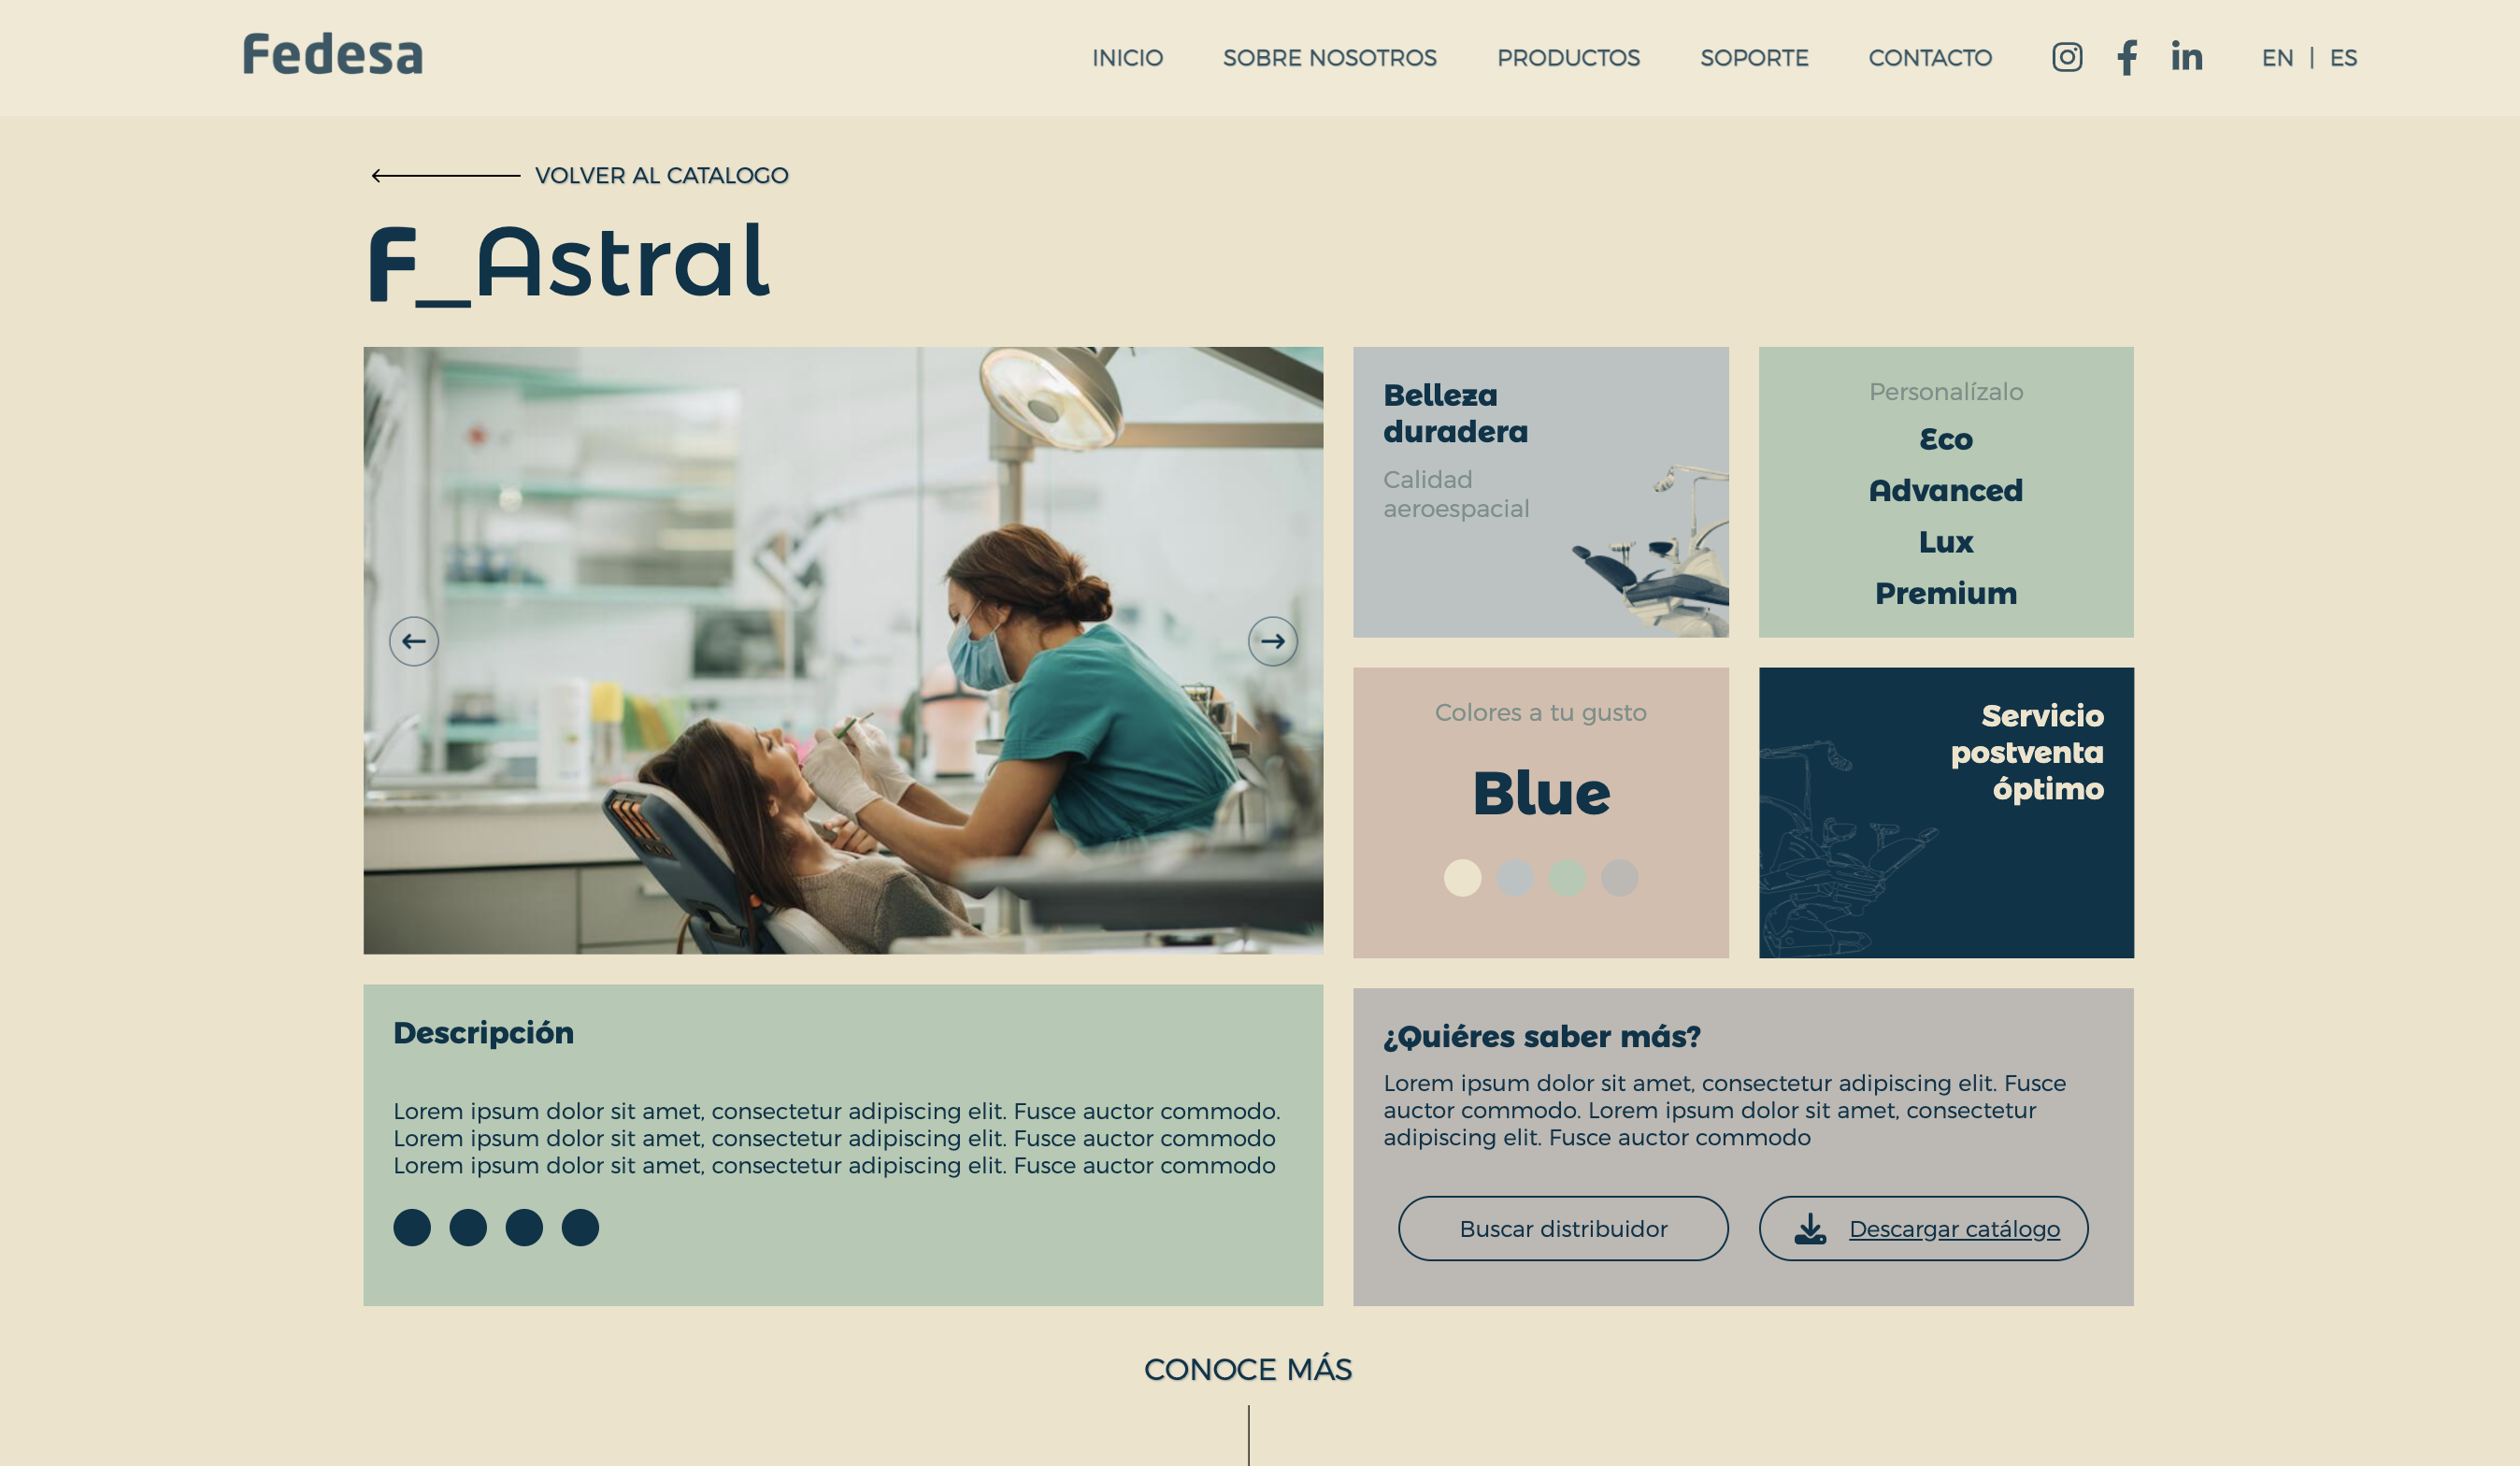 Fedesa
INICIO
SOBRE NOSOTROS
PRODUCTOS
SOPORTE
CONTACTO
EN | ES
VOLVER AL CATALOGO
F_Astral
Belleza
duradera
Calidad
aeroespacial
Personalízalo
Eco
Advanced
Lux
Premium
Colores a tu gusto
Blue
Servicio
postventa
óptimo
Descripción
Lorem ipsum dolor sit amet, consectetur adipiscing elit. Fusce auctor commodo.
Lorem ipsum dolor sit amet, consectetur adipiscing elit. Fusce auctor commodo
Lorem ipsum dolor sit amet, consectetur adipiscing elit. Fusce auctor commodo
¿Quiéres saber más?
Lorem ipsum dolor sit amet, consectetur adipiscing elit. Fusce
auctor commodo. Lorem ipsum dolor sit amet, consectetur
adipiscing elit. Fusce auctor commodo
Buscar distribuidor
Descargar catálogo
CONOCE MÁS